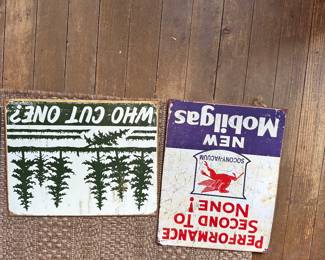 WHO CUT ONE?
NEW
Mobilgas
SOCONY-VACUUM
PERFORMANCE
SECOND TO
NONE!